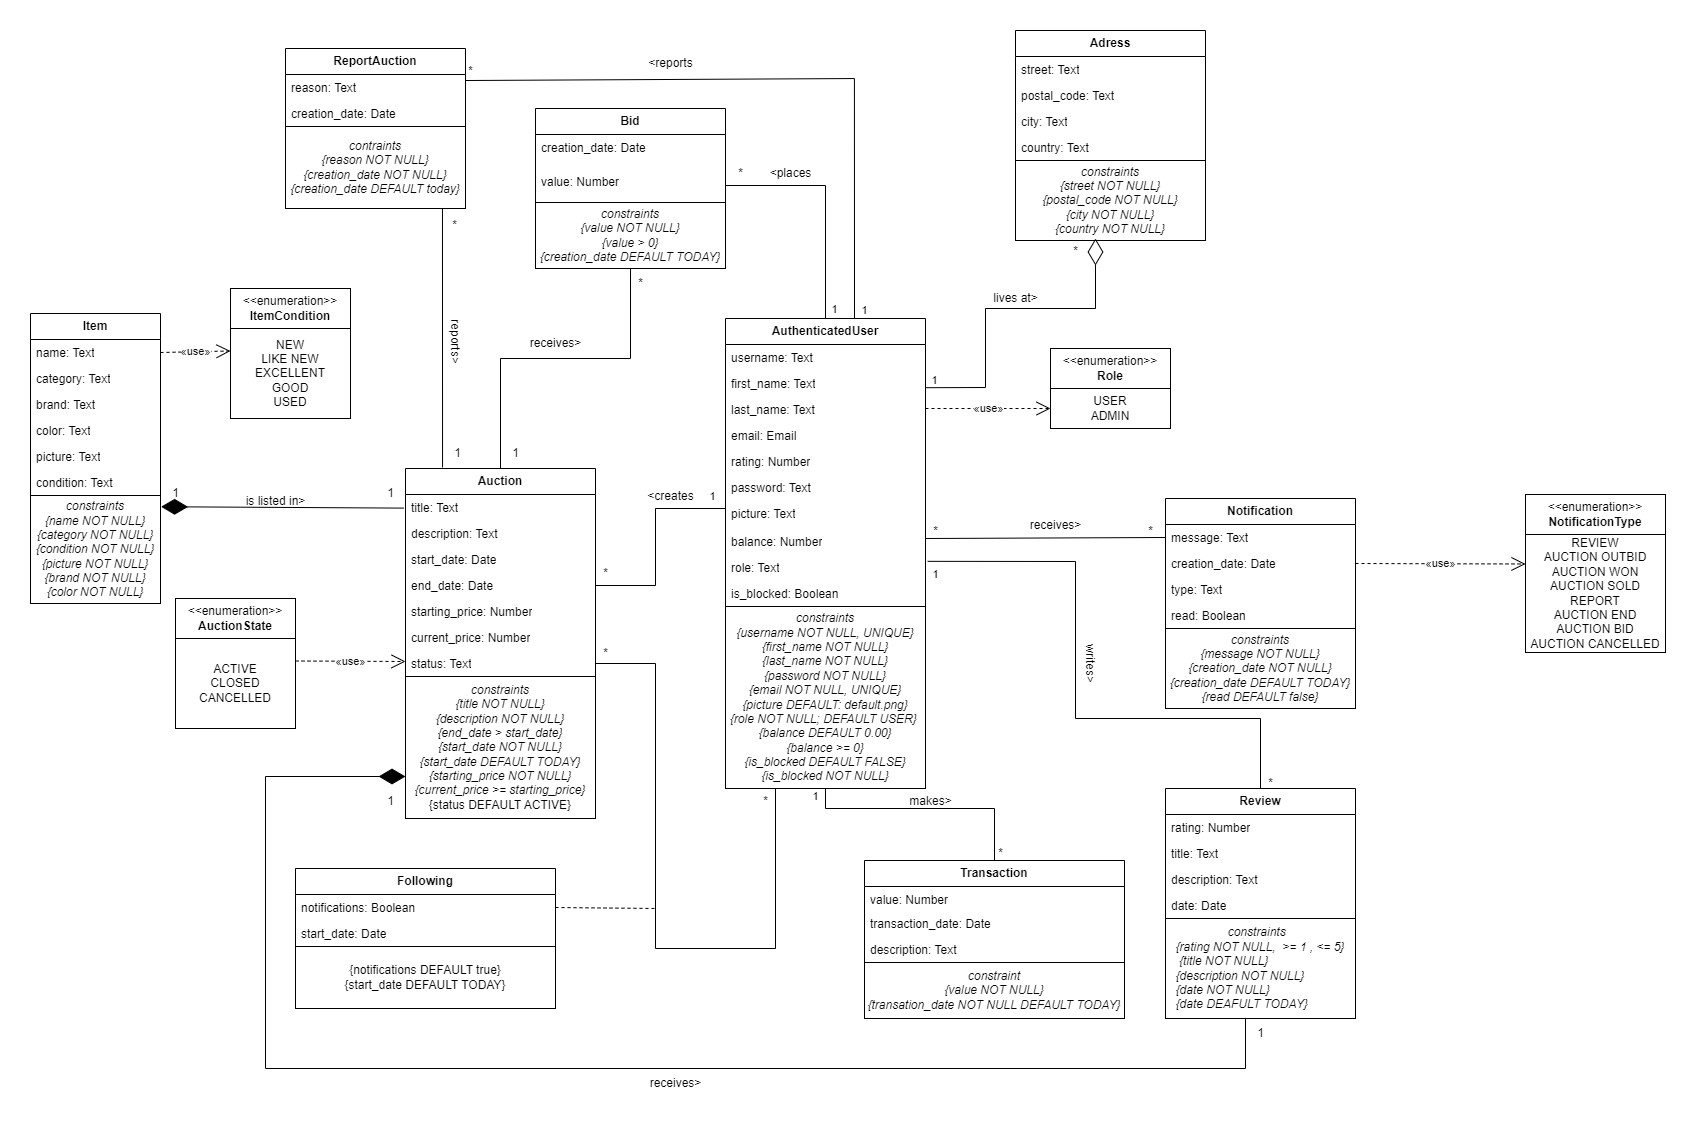 ReportAuction
reason: Text
creation_date: Date
contraints
{reason NOT NULL}
{creation_date NOT NULL}
{creation_date DEFAULT today}
*
<reports
1
*
reports>
1
Bid
creation_date: Date
value: Number
constraints
{value NOT NULL}
{value > 0}
{creation_date DEFAULT TODAY}
*
<places
1
*
receives>
1
Adress
street: Text
postal_code: Text
city: Text
country: Text
constraints
{street NOT NULL}
{postal_code NOT NULL}
{city NOT NULL}
{country NOT NULL}
*
lives at>
1
<<enumeration>>
ItemCondition
NEW
LIKE NEW
EXCELLENT
GOOD
USED
Item
name: Text
category: Text
brand: Text
color: Text
picture: Text
condition: Text
constraints
{name NOT NULL}
{category NOT NULL}
{condition NOT NULL}
{picture NOT NULL}
{brand NOT NULL}
{color NOT NULL}
«use»
1
is listed in>
1
AuthenticatedUser
username: Text
first_name: Text
last_name: Text
email: Email
rating: Number
password: Text
picture: Text
balance: Number
role: Text
is_blocked: Boolean
constraints
{username NOT NULL, UNIQUE}
{first_name NOT NULL}
{last_name NOT NULL}
{password NOT NULL}
{email NOT NULL, UNIQUE}
{picture DEFAULT: default.png}
{role NOT NULL; DEFAULT USER}
{balance DEFAULT 0.00}
{balance >= 0}
{is_blocked DEFAULT FALSE}
{is_blocked NOT NULL}
«use»
<<enumeration>>
Role
USER
ADMIN
Auction
title: Text
description: Text
start_date: Date
end_date: Date
starting_price: Number
current_price: Number
status: Text
constraints
{title NOT NULL}
{description NOT NULL}
{end_date > start_date}
{start_date NOT NULL}
{start_date DEFAULT TODAY}
{starting_price NOT NULL}
{current_price >= starting_price}
{status DEFAULT ACTIVE}
<creates
1
*
*
*
receives>
*
Notification
message: Text
creation_date: Date
type: Text
read: Boolean
constraints
{message NOT NULL}
{creation_date NOT NULL}
{creation_date DEFAULT TODAY}
{read DEFAULT false}
«use»
<<enumeration>>
NotificationType
REVIEW
AUCTION OUTBID
AUCTION WON
AUCTION SOLD
REPORT
AUCTION END
AUCTION BID
AUCTION CANCELLED
1
writes>
*
<<enumeration>>
AuctionState
ACTIVE
CLOSED
CANCELLED
«use»
1
*
1
makes>
*
Review
rating: Number
title: Text
description: Text
date: Date
constraints
{rating NOT NULL,  >= 1 , <= 5}
{title NOT NULL}
{description NOT NULL}
{date NOT NULL}
{date DEAFULT TODAY}
1
Following
notifications: Boolean
start_date: Date
{notifications DEFAULT true}
{start_date DEFAULT TODAY}
Transaction
value: Number
transaction_date: Date
description: Text
constraint
{value NOT NULL}
{transation_date NOT NULL DEFAULT TODAY}
receives>